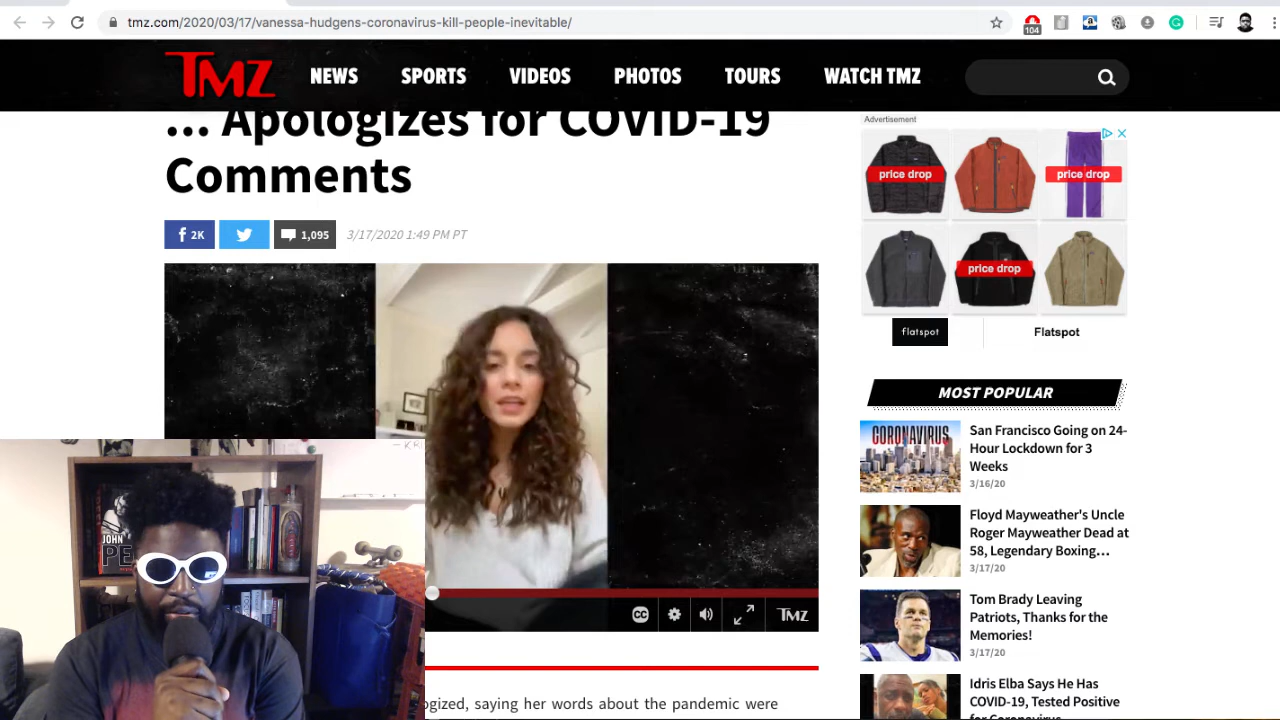 tmz.com/2020/03/17/vanessa-hudgens-coronavirus-kill-people-inevitable/
104
TMZ
NEWS
SPORTS
VIDEOS
PHOTOS
TOURS
WATCH TMZ
... Apologizes for COVID-19
Comments
2K
1,095
3/17/2020 1:49 PM PT
CC
TMZ
JOHN
PE
ogized, saying her words about the pandemic were
Advertisement
price drop
price drop
price drop
flatspot
Flatspot
MOST POPULAR
CORONAVIRUS
San Francisco Going on 24-
Hour Lockdown for 3
Weeks
3/16/20
Floyd Mayweather's Uncle
Roger Mayweather Dead at
58, Legendary Boxing...
3/17/20
Tom Brady Leaving
Patriots, Thanks for the
Memories!
3/17/20
Idris Elba Says He Has
COVID-19, Tested Positive
for Coronavirus